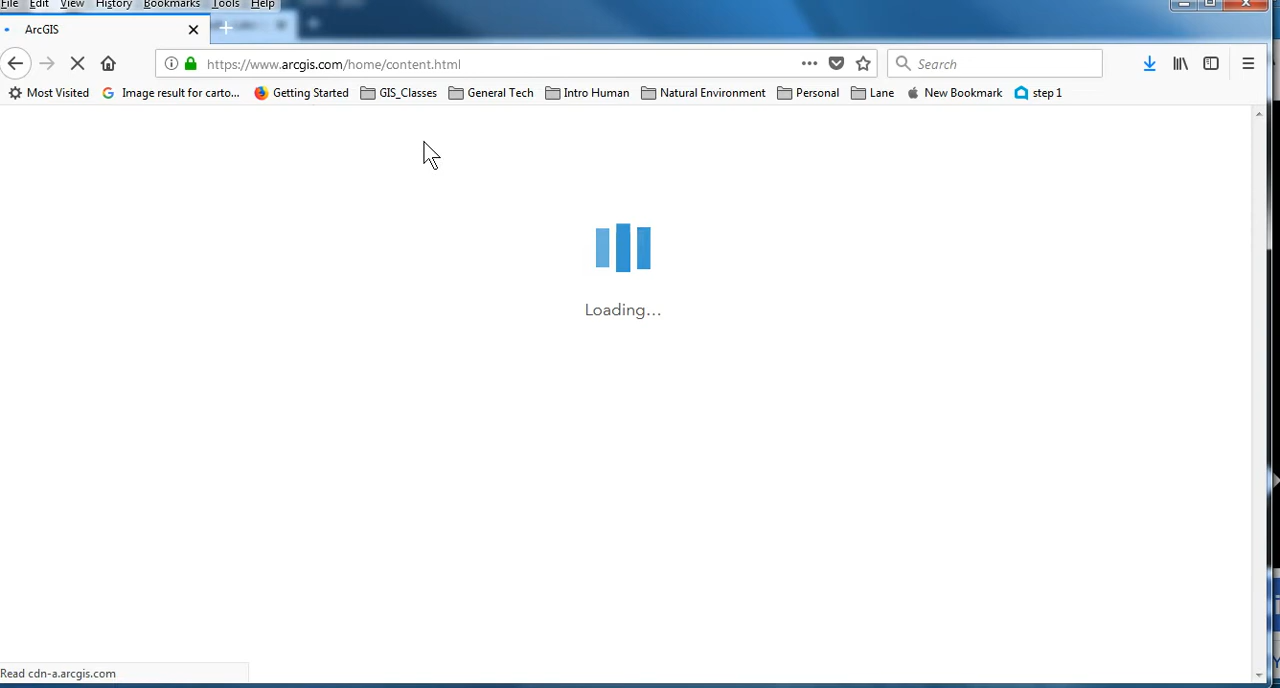 File Edit View History Bookmarks Tools Help
ArcGIS
https://www.arcgis.com/home/content.html
Search
Most Visited Image result for carto... Getting Started GIS_Classes General Tech Intro Human Natural Environment Personal Lane New Bookmark step 1
Loading...
Read cdn-a.arcgis.com